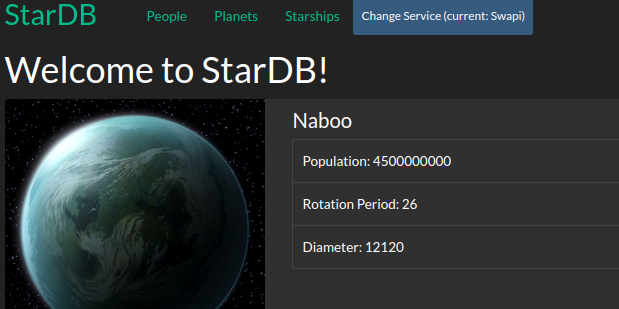 StarDB People Planets Starships Change Service (current: Swapi)
Welcome to StarDB!
Naboo
Population: 4500000000
Rotation Period: 26
Diameter: 12120